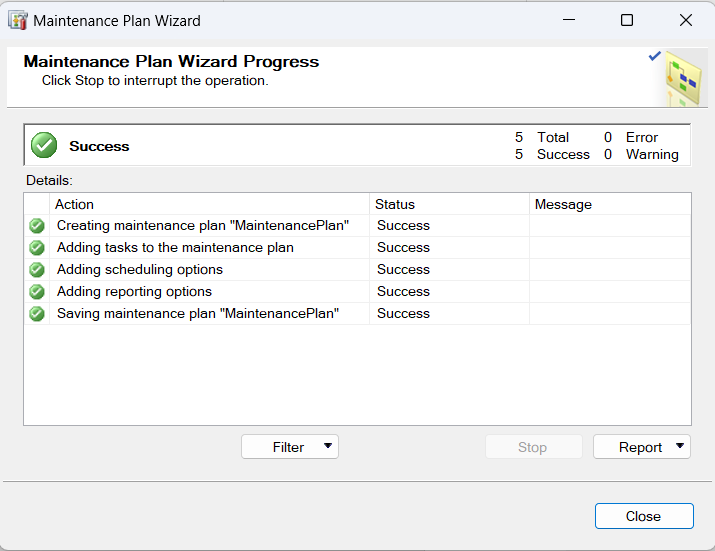 Maintenance Plan Wizard
Maintenance Plan Wizard Progress
Click Stop to interrupt the operation.
Success
5 Total 0 Error
5 Success 0 Warning
Details:
Action Status Message
Creating maintenance plan "MaintenancePlan" Success
Adding tasks to the maintenance plan Success
Adding scheduling options Success
Adding reporting options Success
Saving maintenance plan "MaintenancePlan" Success
Filter Stop Report
Close